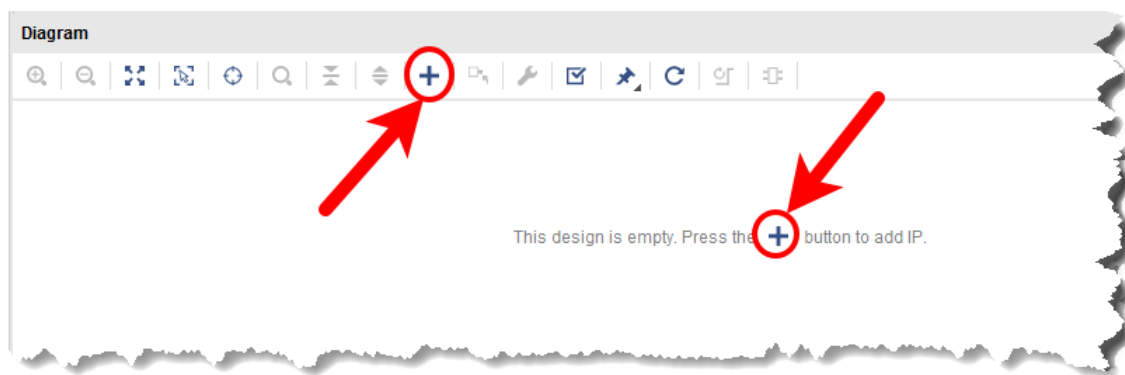 Diagram
This design is empty. Press the + button to add IP.